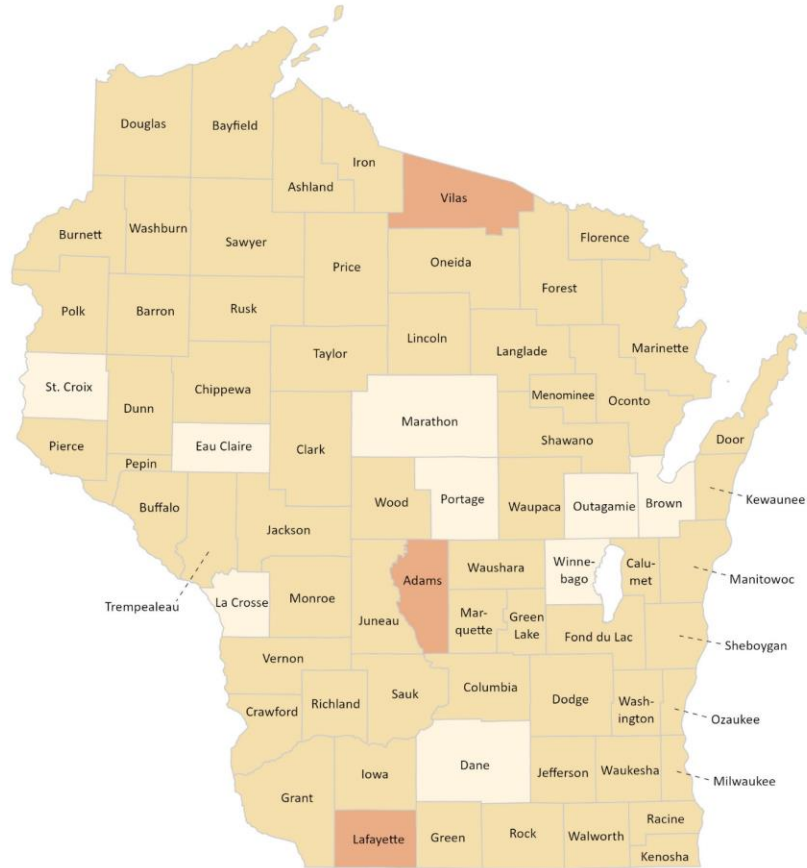 Douglas
Bayfield
Iron
Ashland
Vilas
Burnett
Washburn
Sawyer
Price
Oneida
Florence
Forest
Polk
Barron
Rusk
Lincoln
Langlade
Marinette
Taylor
St. Croix
Dunn
Chippewa
Menominee
Oconto
Marathon
Eau Claire
Clark
Shawano
Door
Pierce
Pepin
Buffalo
Wood
Portage
Waupaca
Outagamie
Brown
Kewaunee
Jackson
Trempealeau
La Crosse
Monroe
Juneau
Adams
Waushara
Winne-
bago
Calu-
met
Manitowoc
Mar-
quette
Green
Lake
Fond du Lac
Sheboygan
Vernon
Sauk
Columbia
Dodge
Wash-
ington
Ozaukee
Crawford
Richland
Iowa
Dane
Jefferson
Waukesha
Milwaukee
Grant
Lafayette
Green
Rock
Walworth
Racine
Kenosha